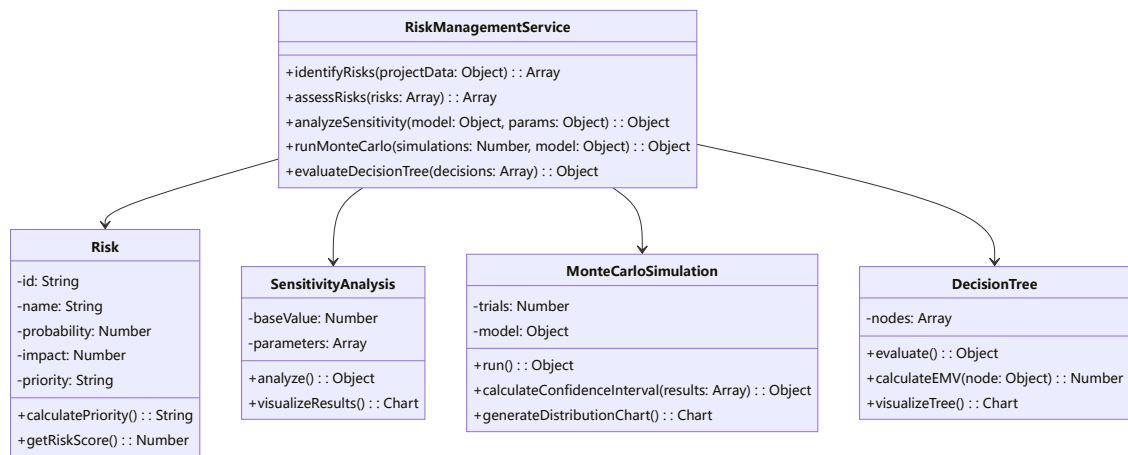 RiskManagementService
+identifyRisks(projectData: Object) : : Array
+assessRisks(risks: Array) : : Array
+analyzeSensitivity(model: Object, params: Object) : : Object
+runMonteCarlo(simulations: Number, model: Object) : : Object
+evaluateDecisionTree(decisions: Array) : : Object
Risk
-id: String
-name: String
-probability: Number
-impact: Number
-priority: String
+calculatePriority() : : String
+getRiskScore() : : Number
SensitivityAnalysis
-baseValue: Number
-parameters: Array
+analyze() : : Object
+visualizeResults() : : Chart
MonteCarloSimulation
-trials: Number
-model: Object
+run() : : Object
+calculateConfidenceInterval(results: Array) : : Object
+generateDistributionChart() : : Chart
DecisionTree
-nodes: Array
+evaluate() : : Object
+calculateEMV(node: Object) : : Number
+visualizeTree() : : Chart